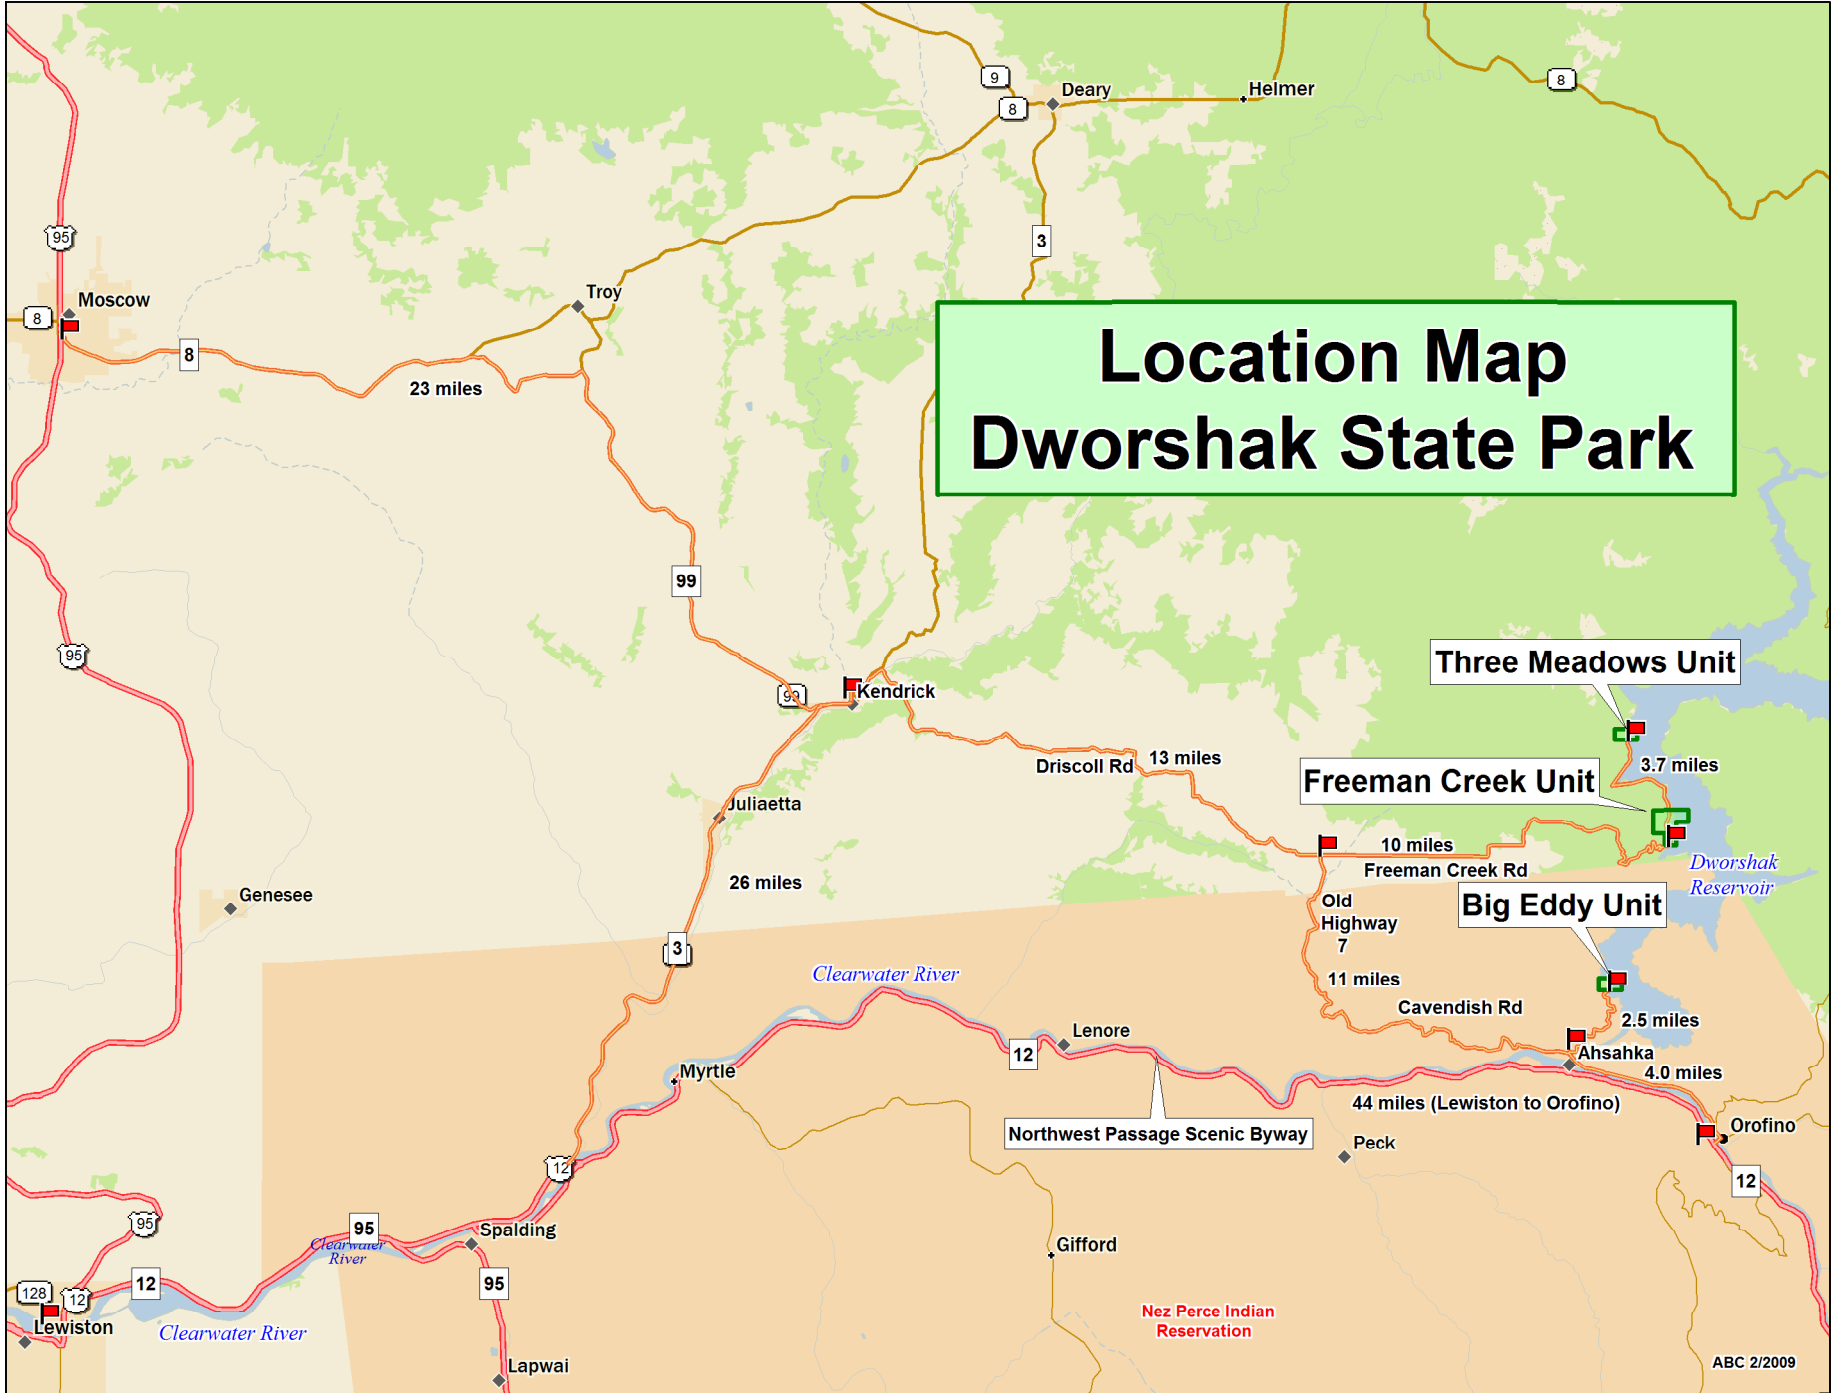 9
Deary
Helmer
8
8
3
95
Moscow
8
Troy
8
23 miles
Location Map
Dworshak State Park
99
95
Three Meadows Unit
99
Kendrick
Driscoll Rd
13 miles
3.7 miles
Freeman Creek Unit
Juliaetta
10 miles
Freeman Creek Rd
Dworshak
Reservoir
26 miles
Genesee
Old
Highway
7
Big Eddy Unit
3
Clearwater River
11 miles
Cavendish Rd
2.5 miles
Lenore
12
Ahsahka
4.0 miles
Myrtle
44 miles (Lewiston to Orofino)
Northwest Passage Scenic Byway
Peck
Orofino
12
12
95
95
Spalding
Clearwater
River
Gifford
95
12
128
12
Lewiston
Clearwater River
Nez Perce Indian
Reservation
Lapwai
ABC 2/2009